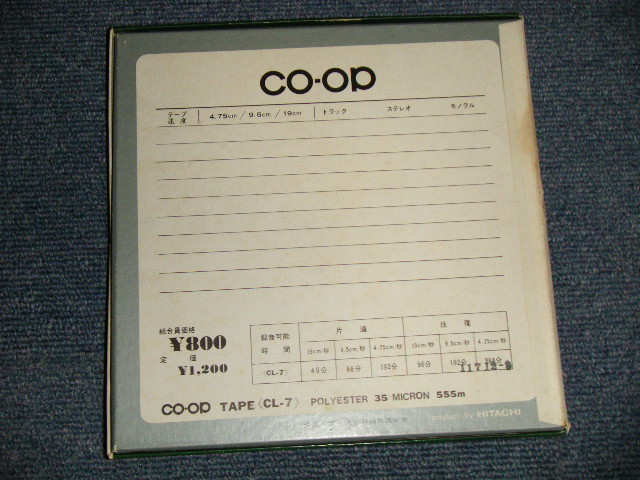 co-op
テープ速度 4.75cm / 9.5cm / 19cm トラック ステレオ モノラル
組合員価格
¥800
定価
¥1,200
録音可能時間 片道 往復
19cm/秒 9.5cm/秒 4.75cm/秒 19cm/秒 9.5cm/秒 4.75cm/秒
〈CL-7〉 48分 96分 192分 96分 192分
11712-9
co-op TAPE〈CL-7〉 POLYESTER 35 MICRON 555m
product by HITACHI